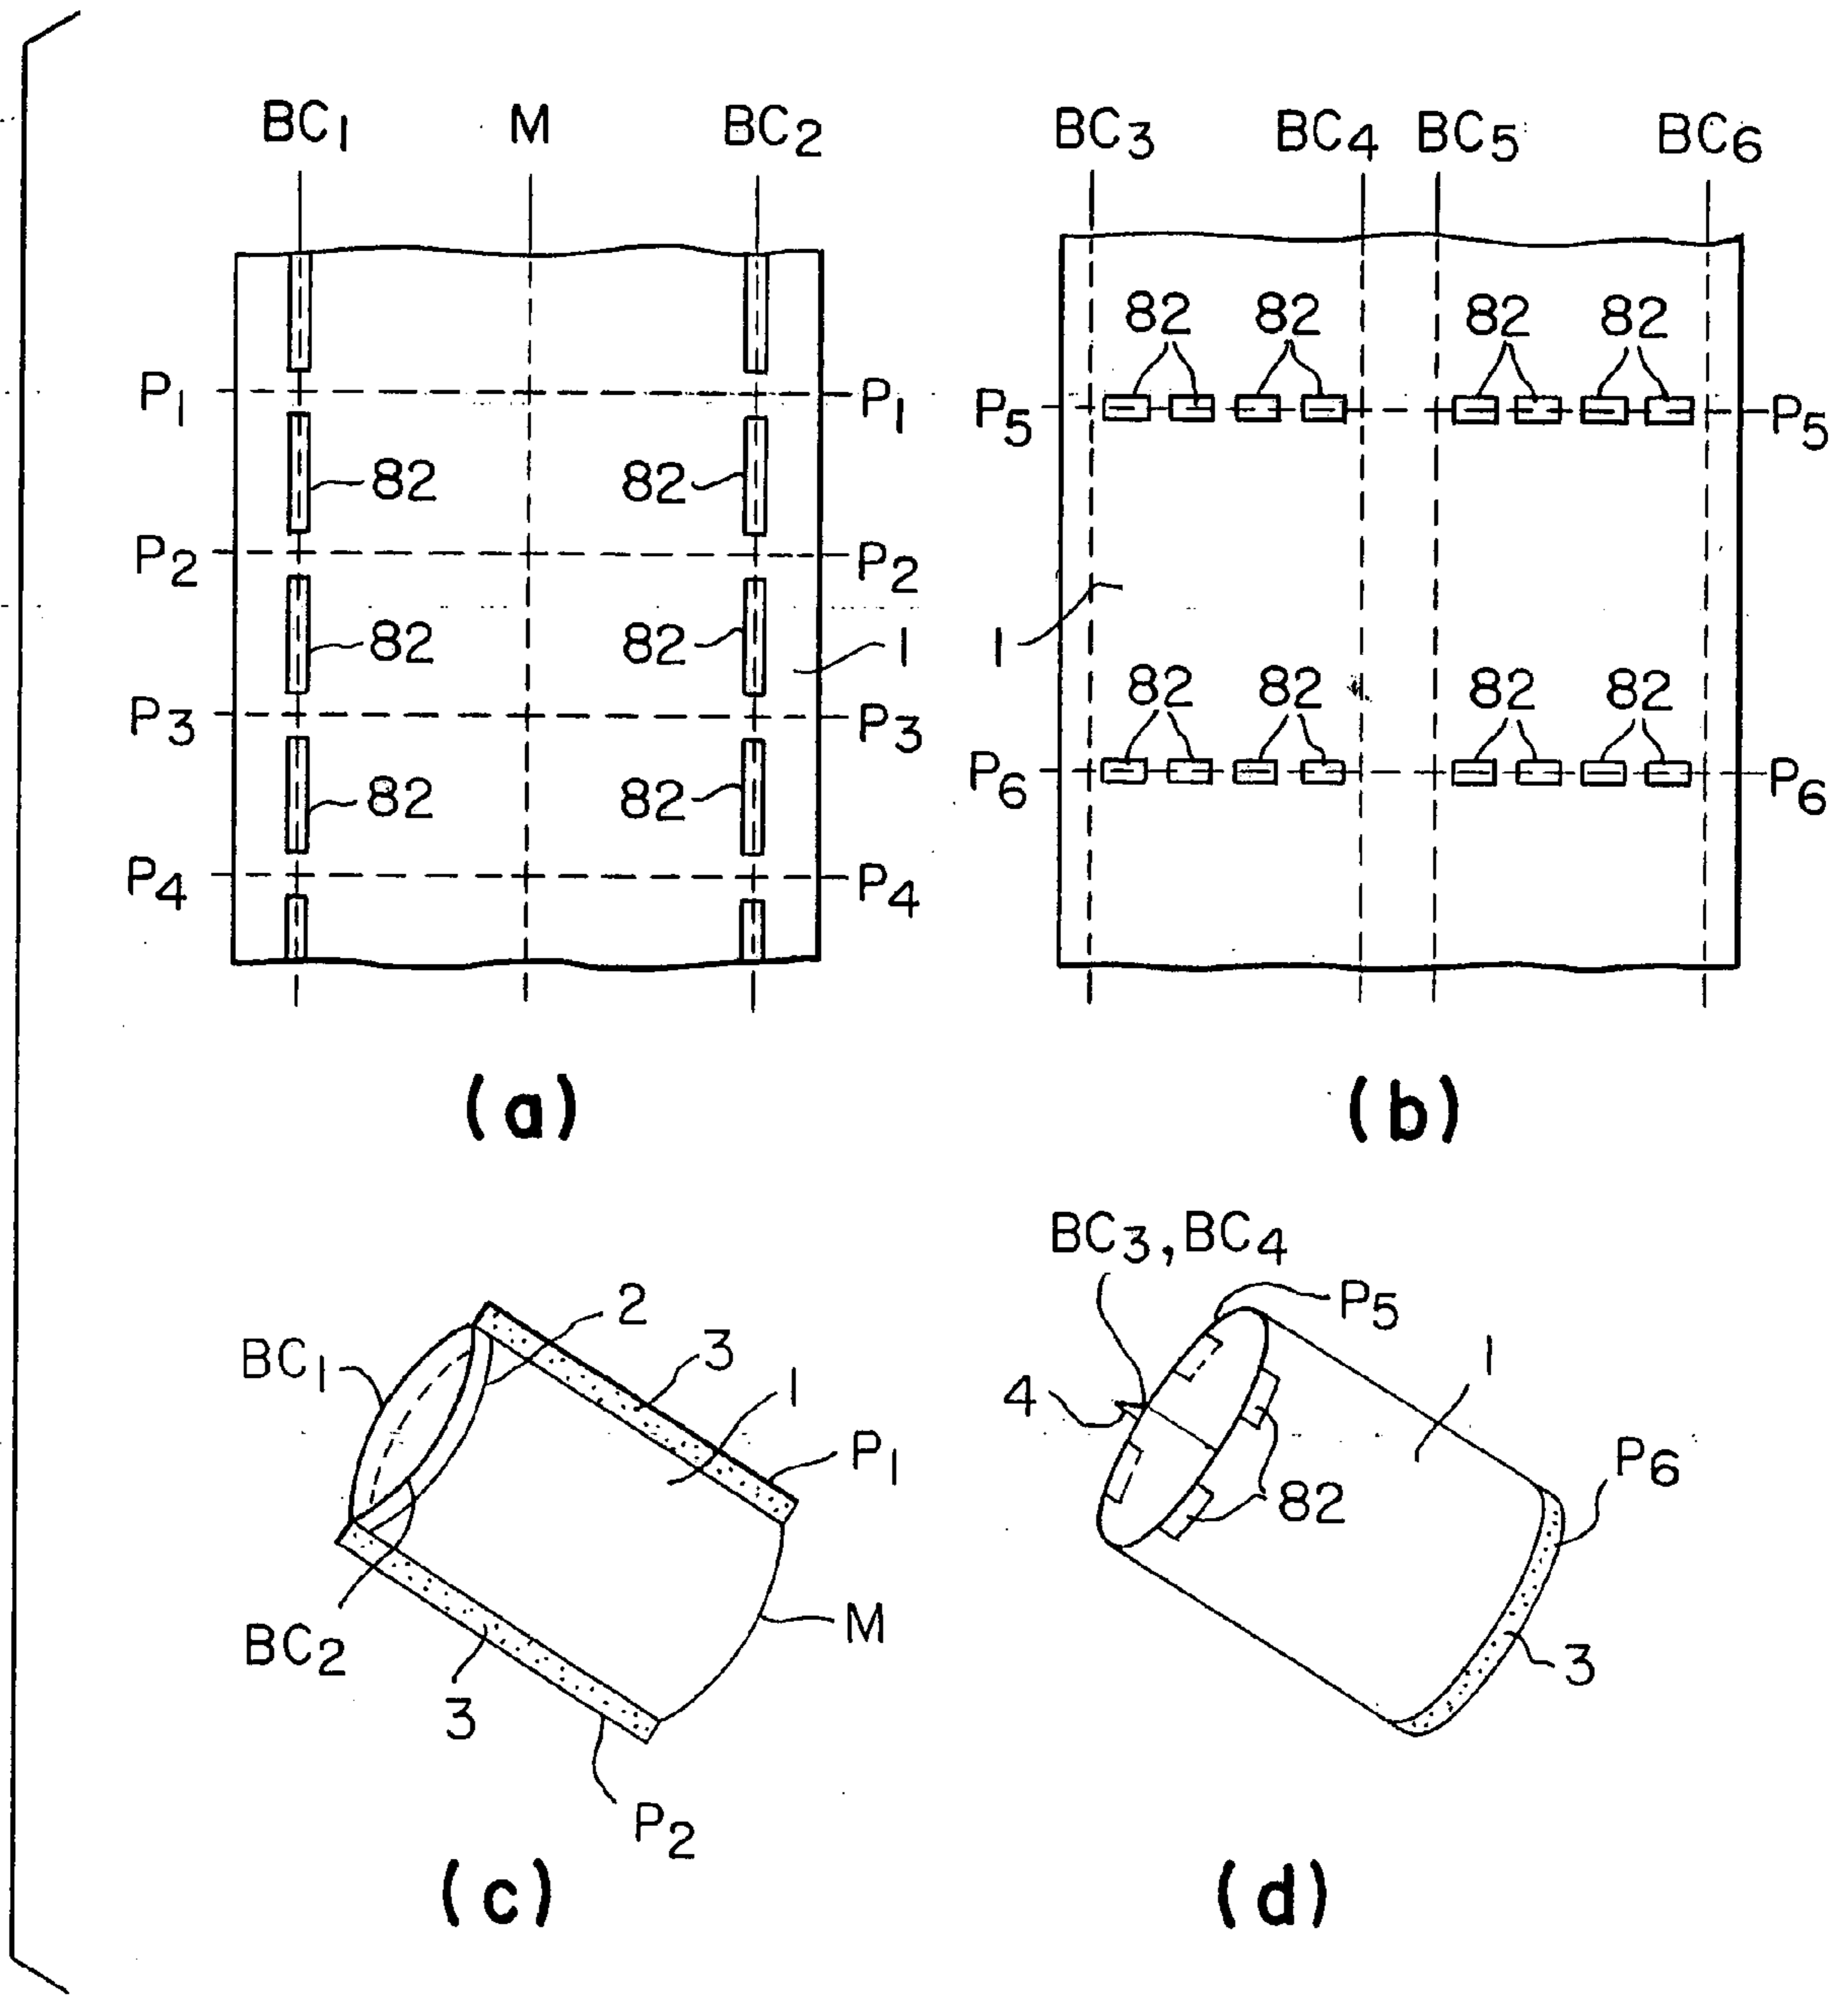 BC1 M BC2
P1 P1
82 82
P2 P2
82 82 1
P3 P3
82 82
P4 P4
(a)
BC3 BC4 BC5 BC6
82 82 82 82
P5 P5
1
82 82 82 82
P6 P6
(b)
BC1 2
3
1
P1
BC2
3
M
P2
(c)
BC3, BC4
P5
1
4
P6
82
3
(d)